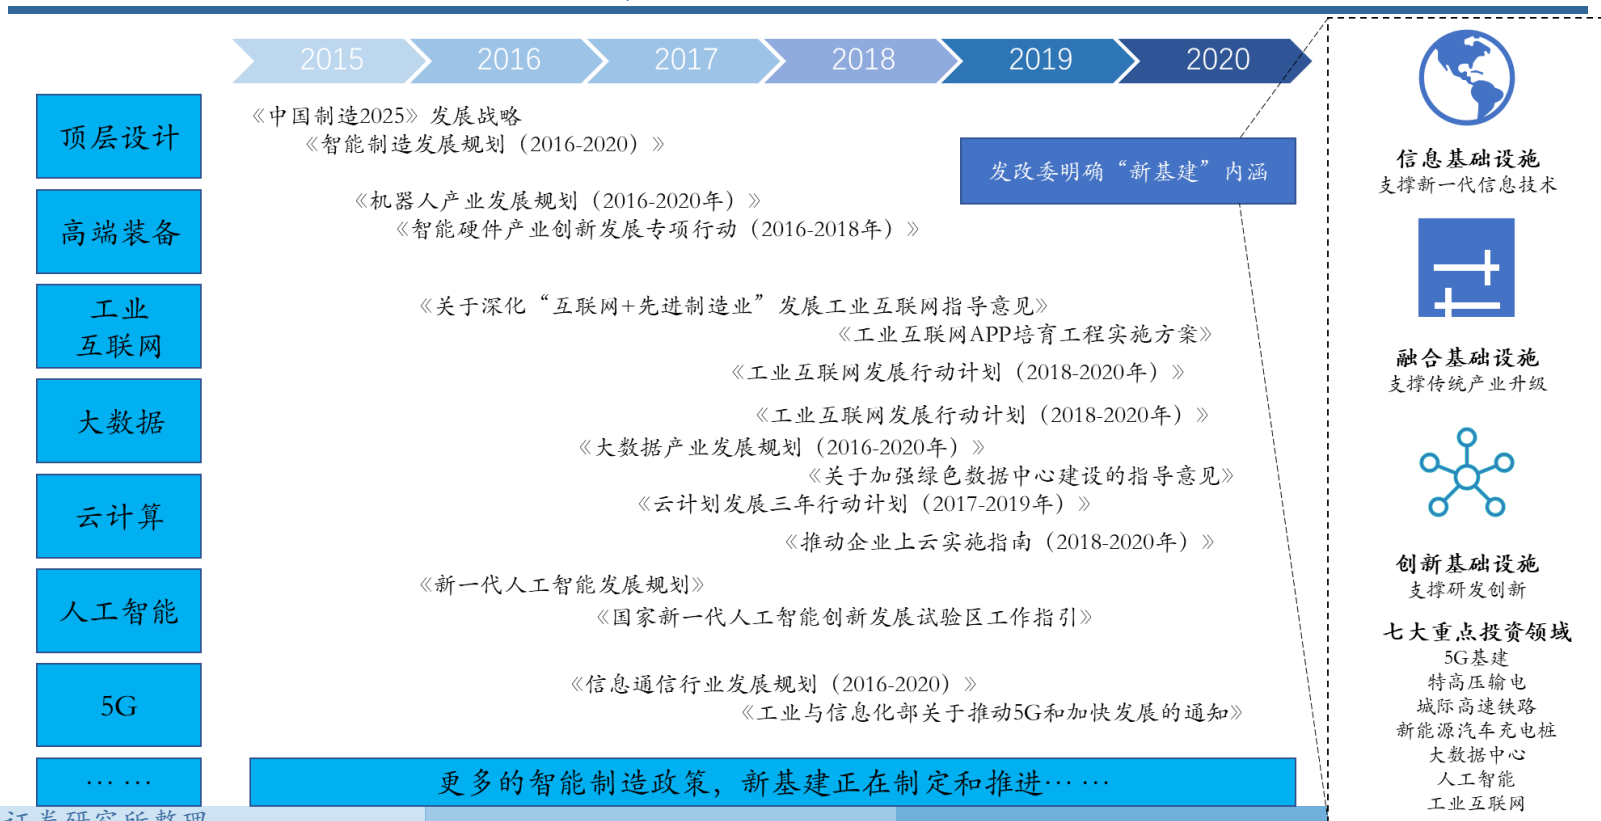 2015 2016 2017 2018 2019 2020
顶层设计
《中国制造2025》发展战略
《智能制造发展规划（2016-2020）》
发改委明确“新基建”内涵
高端装备
《机器人产业发展规划（2016-2020年）》
《智能硬件产业创新发展专项行动（2016-2018年）》
工业
互联网
《关于深化“互联网+先进制造业”发展工业互联网指导意见》
《工业互联网APP培育工程实施方案》
《工业互联网发展行动计划（2018-2020年）》
大数据
《工业互联网发展行动计划（2018-2020年）》
《大数据产业发展规划（2016-2020年）》
《关于加强绿色数据中心建设的指导意见》
云计算
《云计划发展三年行动计划（2017-2019年）》
《推动企业上云实施指南（2018-2020年）》
人工智能
《新一代人工智能发展规划》
《国家新一代人工智能创新发展试验区工作指引》
5G
《信息通信行业发展规划（2016-2020）》
《工业与信息化部关于推动5G和加快发展的通知》
… …
更多的智能制造政策，新基建正在制定和推进… …
信息基础设施
支撑新一代信息技术
融合基础设施
支撑传统产业升级
创新基础设施
支撑研发创新
七大重点投资领域
5G基建
特高压输电
城际高速铁路
新能源汽车充电桩
大数据中心
人工智能
工业互联网
证券研究所整理